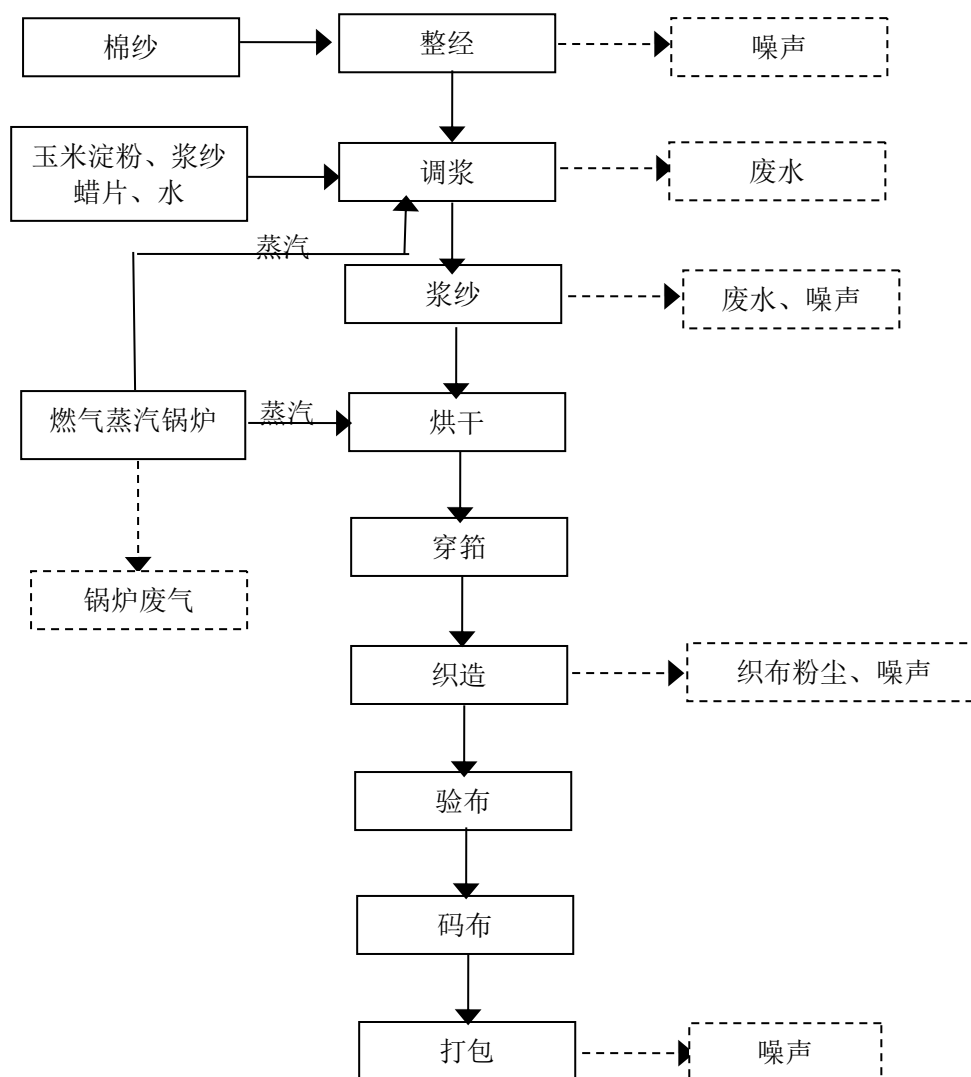 棉纱
整经
噪声
玉米淀粉、浆纱
蜡片、水
调浆
废水
蒸汽
浆纱
废水、噪声
燃气蒸汽锅炉
蒸汽
烘干
穿筘
锅炉废气
织造
织布粉尘、噪声
验布
码布
打包
噪声